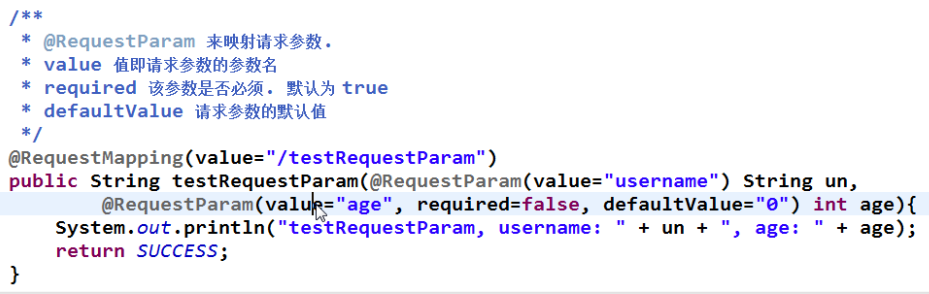 /**
 * @RequestParam 来映射请求参数.
 * value 值即请求参数的参数名
 * required 该参数是否必须. 默认为 true
 * defaultValue 请求参数的默认值
 */
@RequestMapping(value="/testRequestParam")
public String testRequestParam(@RequestParam(value="username") String un,
        @RequestParam(value="age", required=false, defaultValue="0") int age){
    System.out.println("testRequestParam, username: " + un + ", age: " + age);
    return SUCCESS;
}